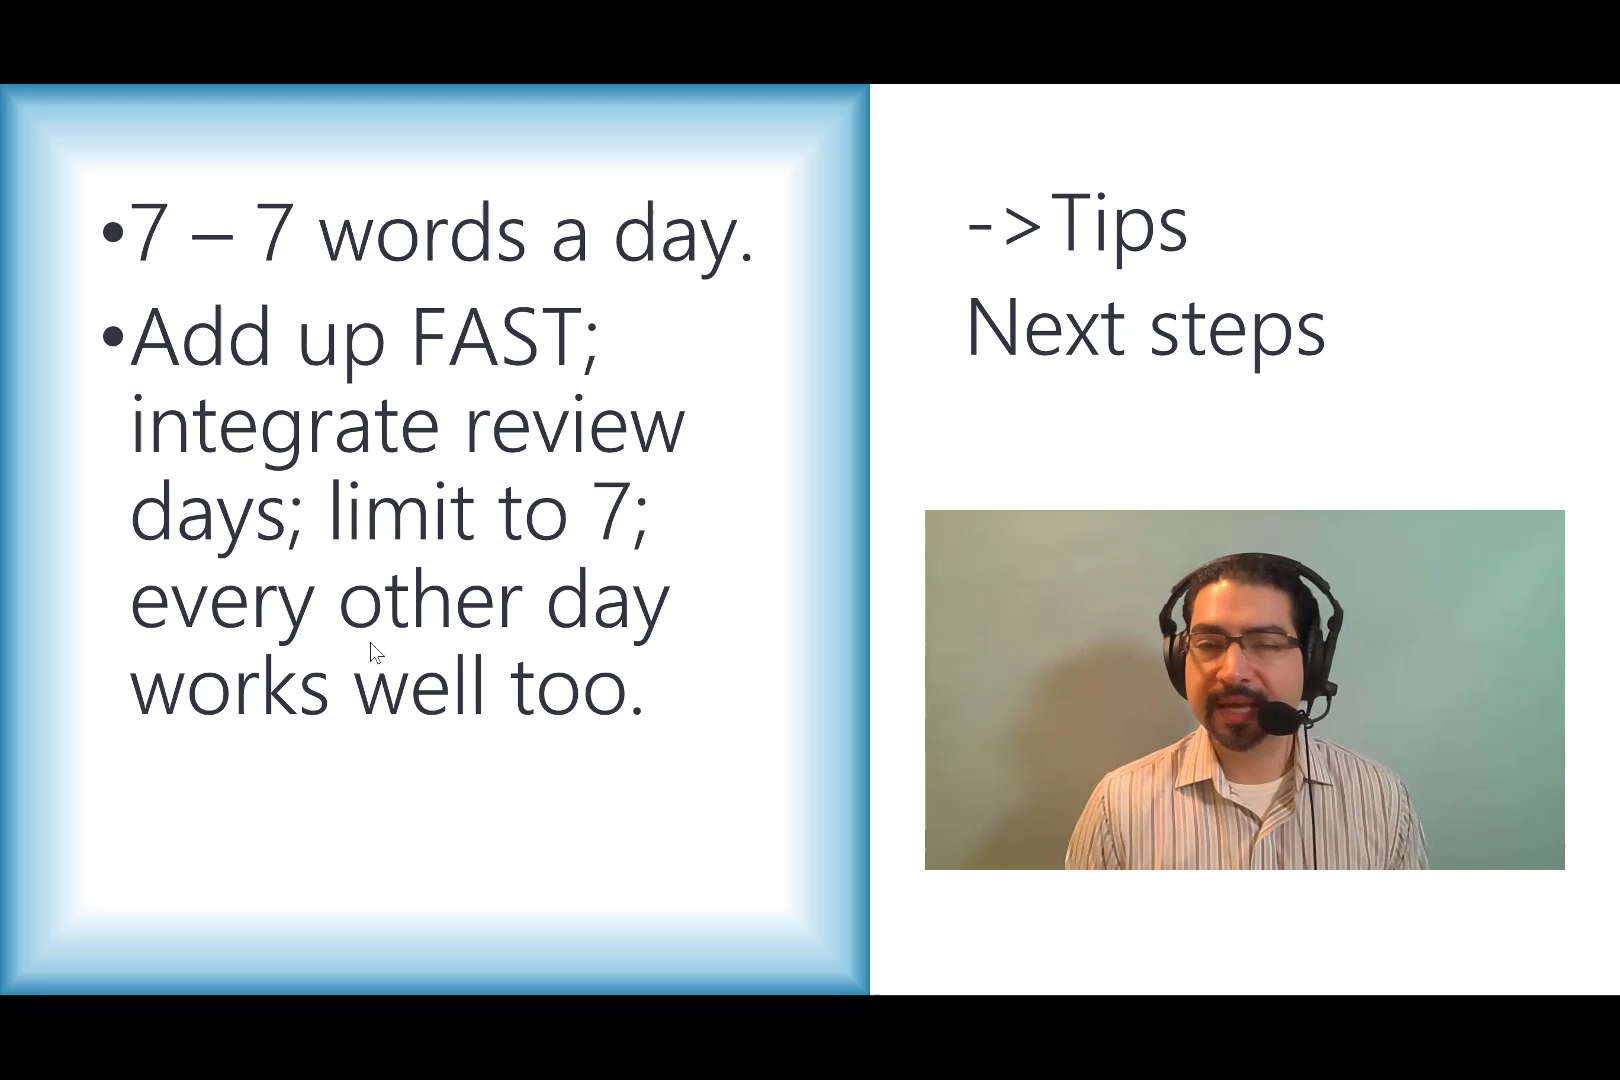 •7 – 7 words a day.
•Add up FAST;
integrate review
days; limit to 7;
every other day
works well too.
->Tips
Next steps